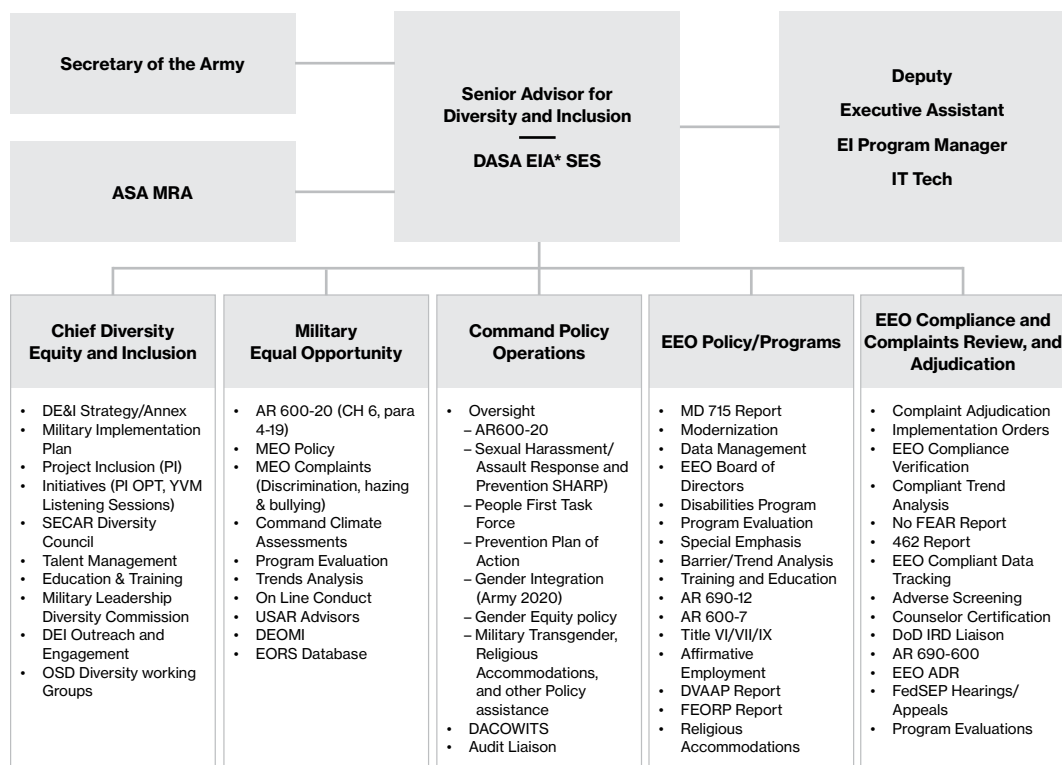 Secretary of the Army
ASA MRA
Senior Advisor for
Diversity and Inclusion
DASA EIA* SES
Deputy
Executive Assistant
EI Program Manager
IT Tech
Chief Diversity
Equity and Inclusion
• DE&I Strategy/Annex
• Military Implementation
Plan
• Project Inclusion (PI)
• Initiatives (PI OPT, YVM
Listening Sessions)
• SECAR Diversity
Council
• Talent Management
• Education & Training
• Military Leadership
Diversity Commission
• DEI Outreach and
Engagement
• OSD Diversity working
Groups
Military
Equal Opportunity
• AR 600-20 (CH 6, para
4-19)
• MEO Policy
• MEO Complaints
(Discrimination, hazing
& bullying)
• Command Climate
Assessments
• Program Evaluation
• Trends Analysis
• On Line Conduct
• USAR Advisors
• DEOMI
• EORS Database
Command Policy
Operations
• Oversight
– AR600-20
– Sexual Harassment/
Assault Response and
Prevention SHARP)
– People First Task
Force
– Prevention Plan of
Action
– Gender Integration
(Army 2020)
– Gender Equity policy
– Military Transgender,
Religious
Accommodations,
and other Policy
assistance
• DACOWITS
• Audit Liaison
EEO Policy/Programs
• MD 715 Report
• Modernization
• Data Management
• EEO Board of
Directors
• Disabilities Program
• Program Evaluation
• Special Emphasis
• Barrier/Trend Analysis
• Training and Education
• AR 690-12
• AR 600-7
• Title VI/VII/IX
• Affirmative
Employment
• DVAAP Report
• FEORP Report
• Religious
Accommodations
EEO Compliance and
Complaints Review, and
Adjudication
• Complaint Adjudication
• Implementation Orders
• EEO Compliance
Verification
• Compliant Trend
Analysis
• No FEAR Report
• 462 Report
• EEO Compliant Data
Tracking
• Adverse Screening
• Counselor Certification
• DoD IRD Liaison
• AR 690-600
• EEO ADR
• FedSEP Hearings/
Appeals
• Program Evaluations